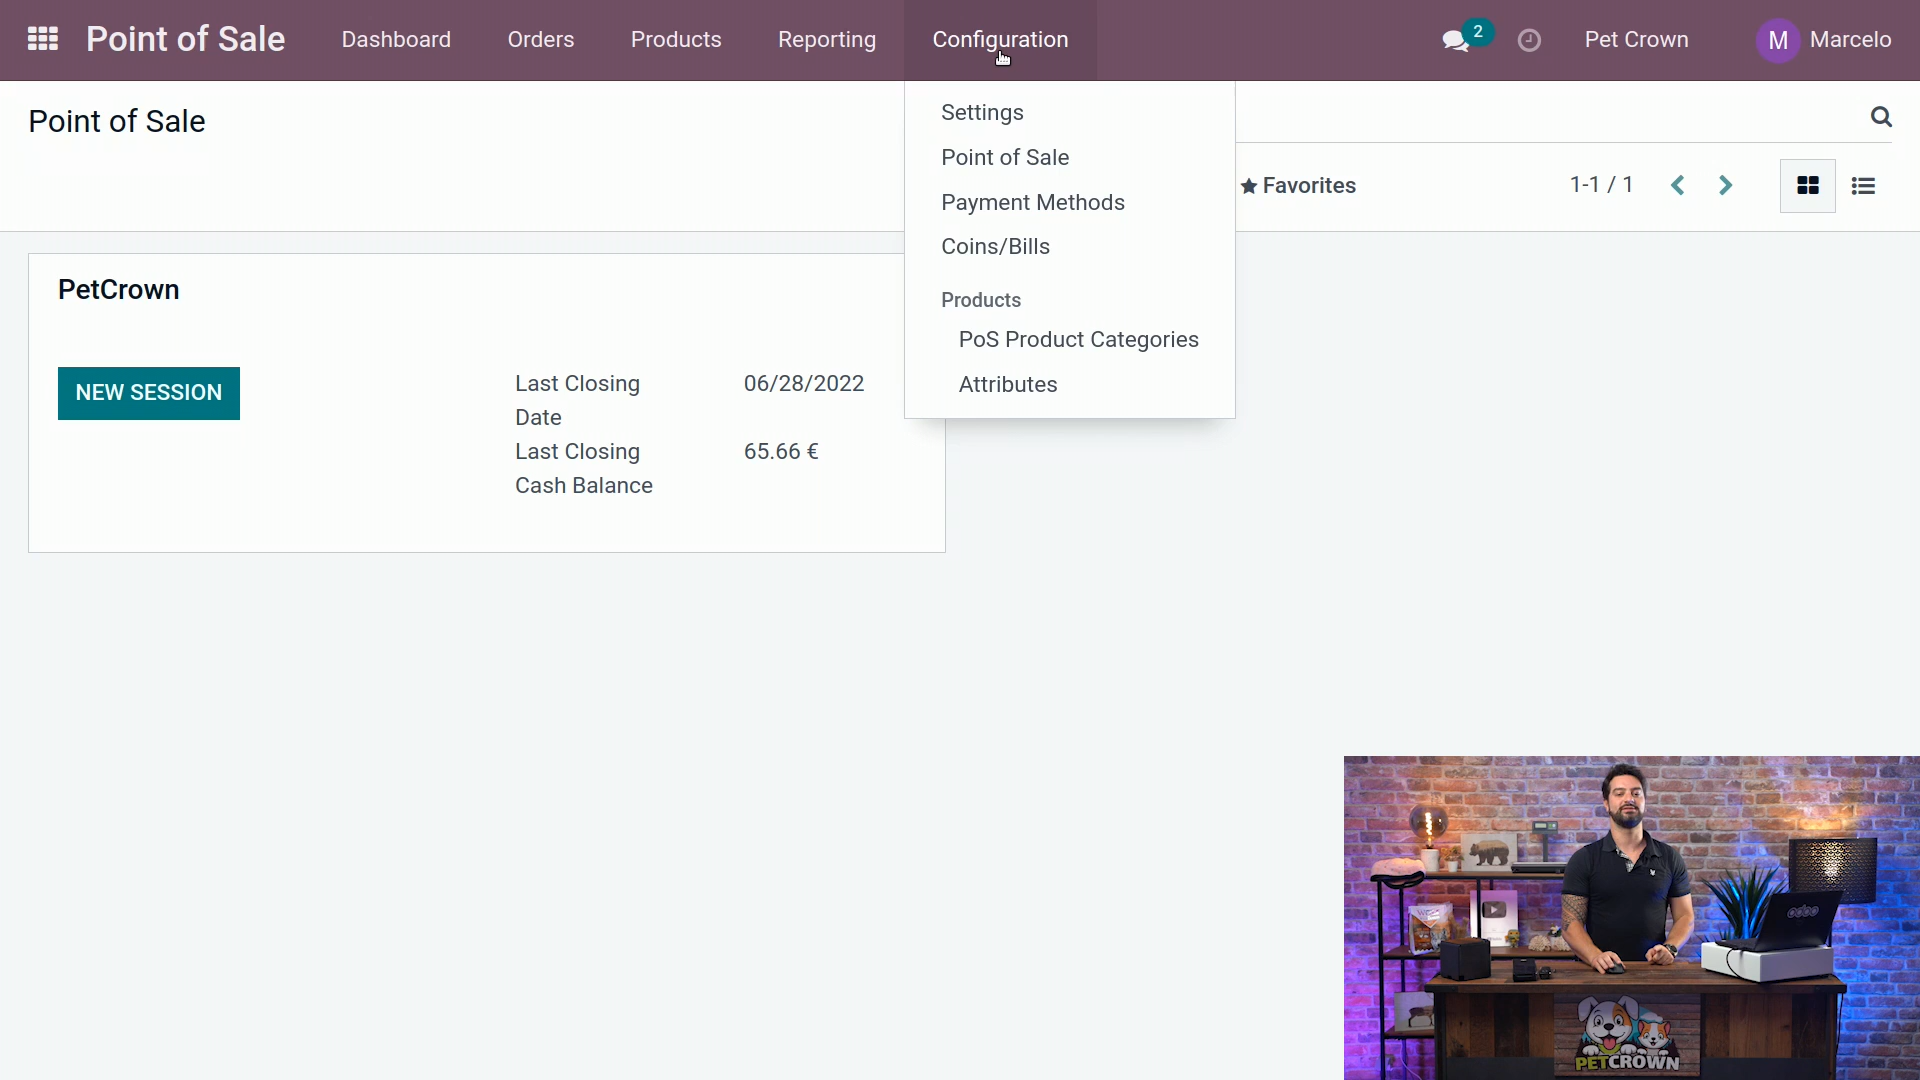 Point of Sale
Dashboard
Orders
Products
Reporting
Configuration
2
Pet Crown
M
Marcelo
Point of Sale
Settings
Point of Sale
Payment Methods
Coins/Bills
Products
PoS Product Categories
Attributes
Favorites
1-1 / 1
PetCrown
NEW SESSION
Last Closing
Date
06/28/2022
Last Closing
Cash Balance
65.66 €
odoo
PETCROWN